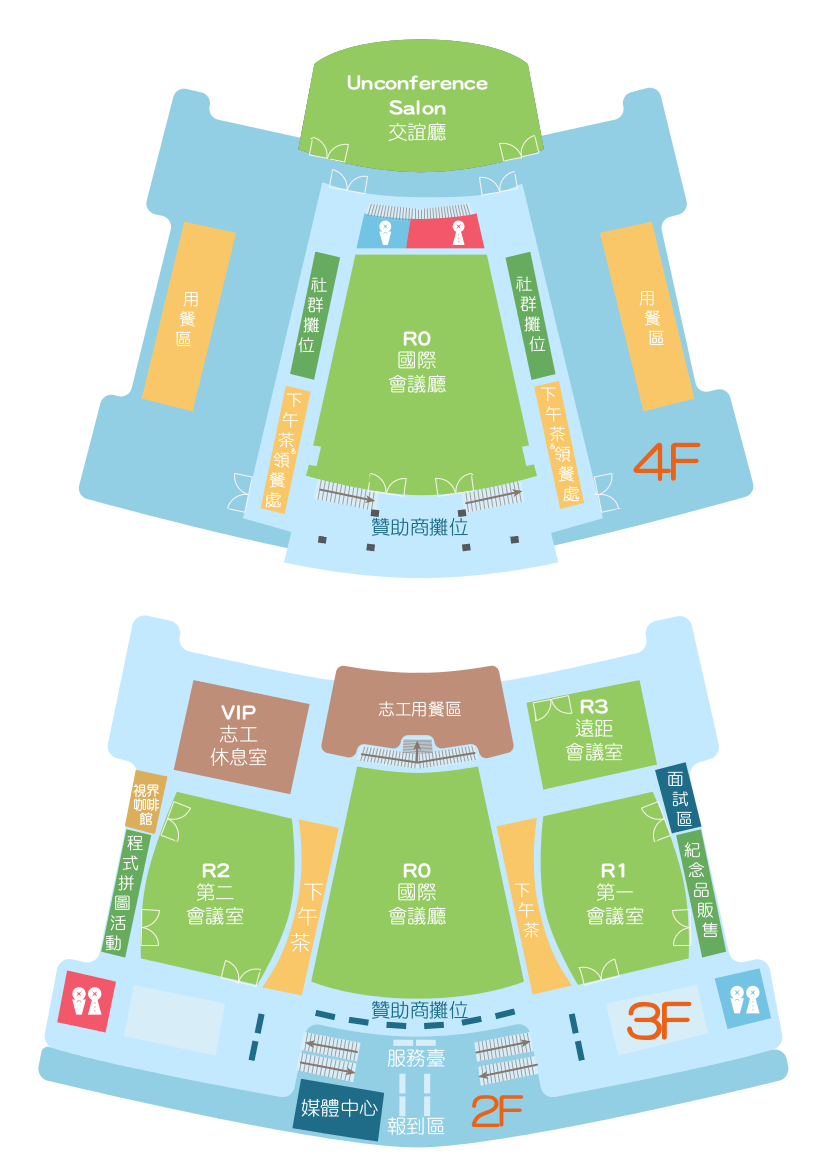 Unconference
Salon
交誼廳
用餐區
社群攤位
社群攤位
用餐區
R0
國際
會議廳
下午茶&領餐處
下午茶&領餐處
4F
贊助商攤位
VIP
志工
休息室
志工用餐區
R3
遠距
會議室
視界
咖啡
館
面試區
程式拼圖活動
R2
第二
會議室
下午茶
R0
國際
會議廳
下午茶
R1
第一
會議室
紀念品販售
贊助商攤位
3F
服務臺
媒體中心
報到區
2F